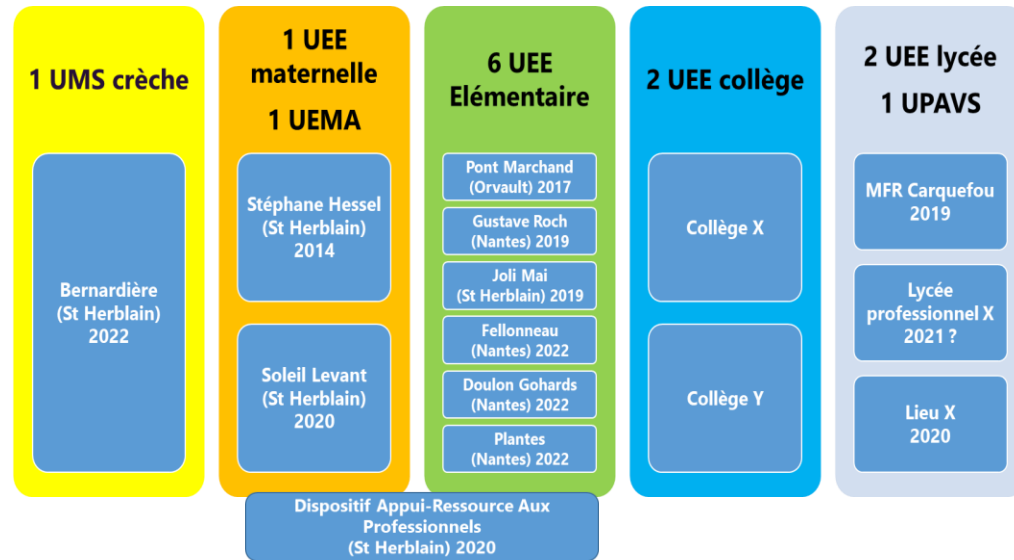 1 UMS crèche
Bernardière
(St Herblain)
2022
1 UEE
maternelle
1 UEMA
Stéphane Hessel
(St Herblain)
2014
Soleil Levant
(St Herblain)
2020
6 UEE
Elémentaire
Pont Marchand
(Orvault) 2017
Gustave Roch
(Nantes) 2019
Joli Mai
(St Herblain) 2019
Fellonneau
(Nantes) 2022
Doulon Gohards
(Nantes) 2022
Plantes
(Nantes) 2022
2 UEE collège
Collège X
Collège Y
2 UEE lycée
1 UPAVS
MFR Carquefou
2019
Lycée
professionnel X
2021 ?
Lieu X
2020
Dispositif Appui-Ressource Aux
Professionnels
(St Herblain) 2020